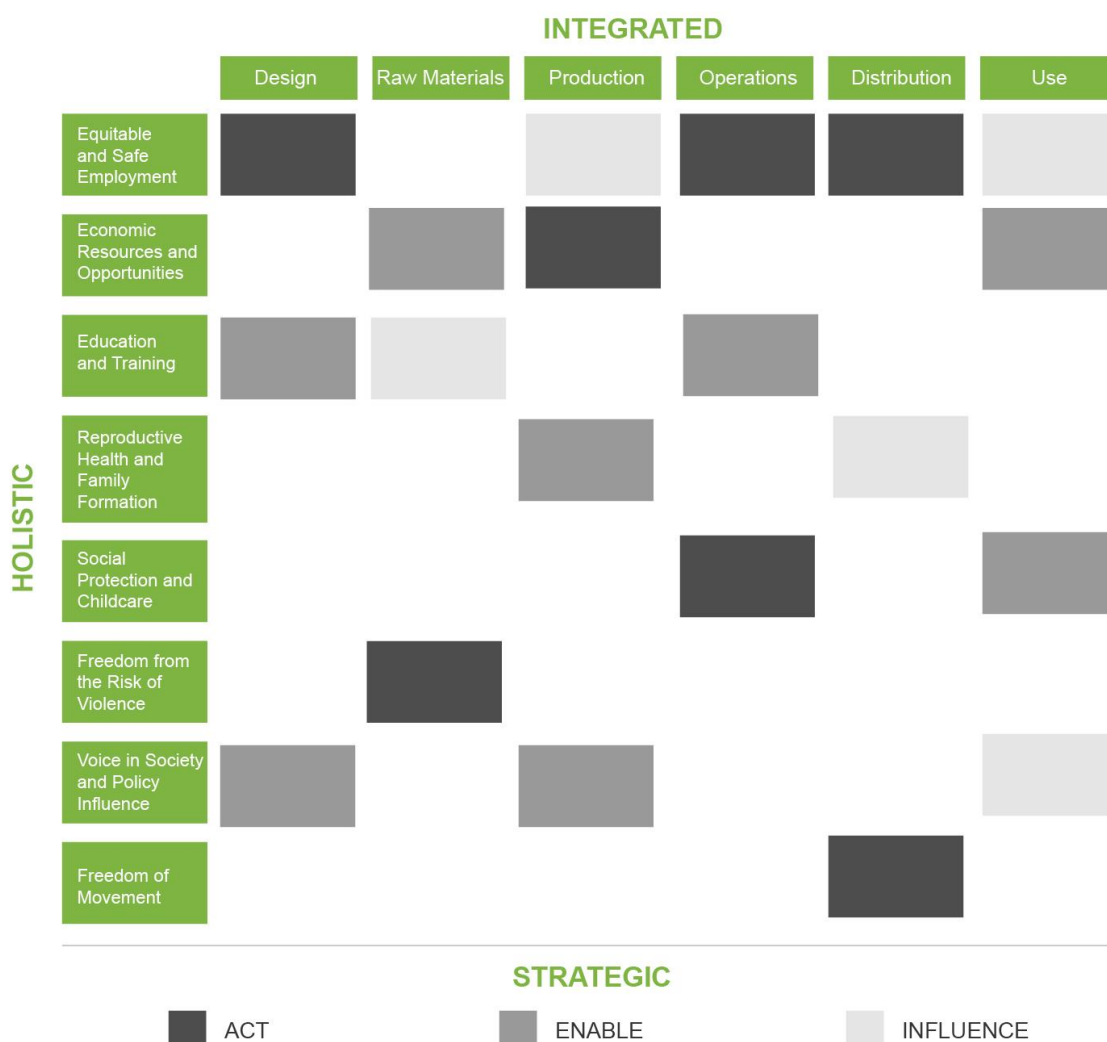 INTEGRATED
Design
Raw Materials
Production
Operations
Distribution
Use
HOLISTIC
Equitable
and Safe
Employment
Economic
Resources and
Opportunities
Education
and Training
Reproductive
Health and
Family
Formation
Social
Protection and
Childcare
Freedom from
the Risk of
Violence
Voice in Society
and Policy
Influence
Freedom of
Movement
STRATEGIC
ACT
ENABLE
INFLUENCE